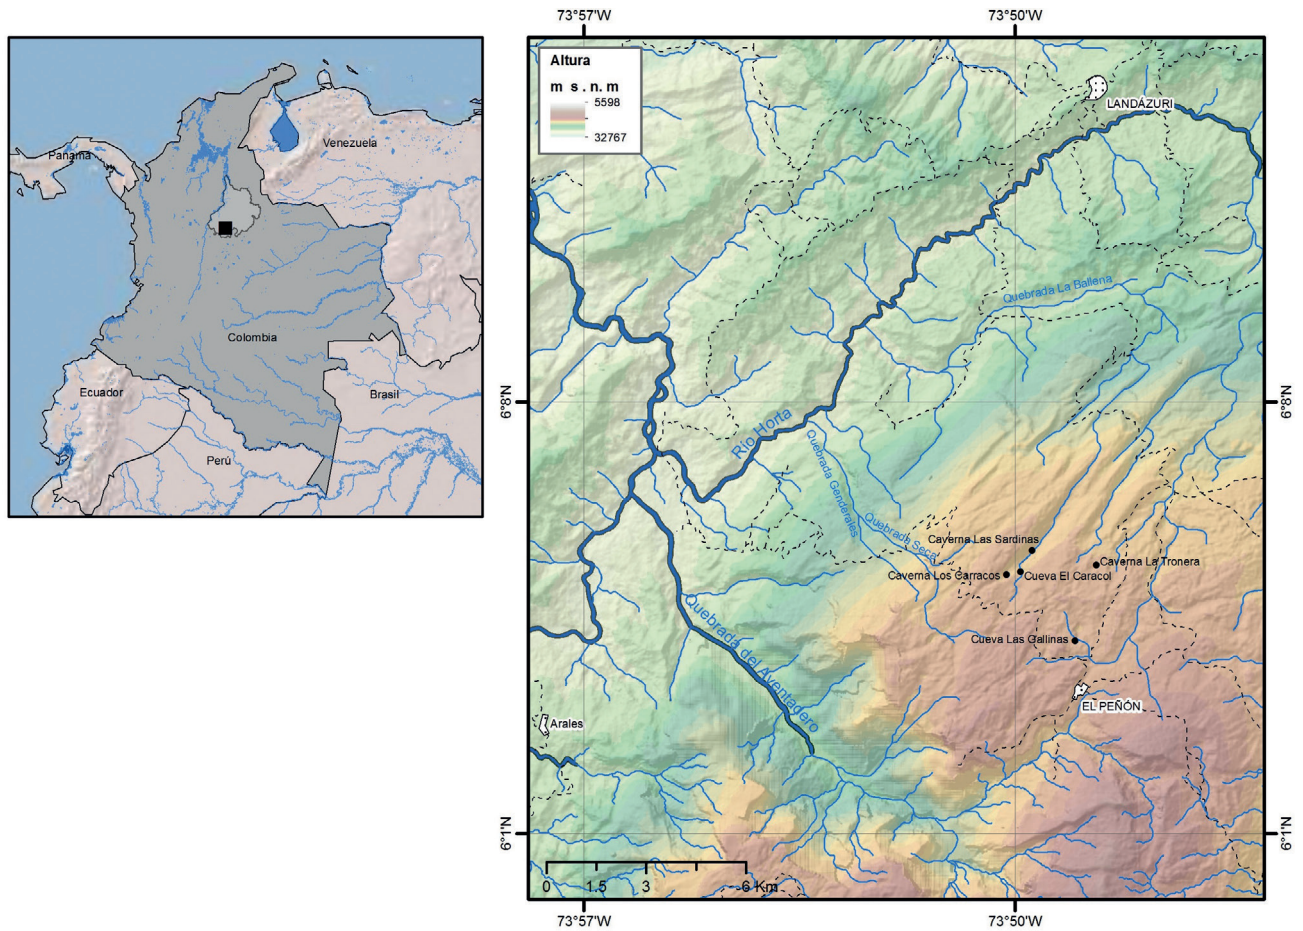 73°57'W
73°50'W
Altura
m s . n. m
5598
32767
LANDÁZURI
Panamá
Venezuela
Colombia
Ecuador
Perú
Brasil
6°8'N
6°8'N
Quebrada La Ballena
Río Horta
Quebrada Genderales
Quebrada Seca
Caverna Las Sardinas
Caverna La Tronera
Caverna Los Carracos
Cueva El Caracol
Cueva Las Gallinas
Quebrada del Aventadero
EL PEÑÓN
Arales
6°1'N
6°1'N
0 1.5 3 6 Km
73°57'W
73°50'W